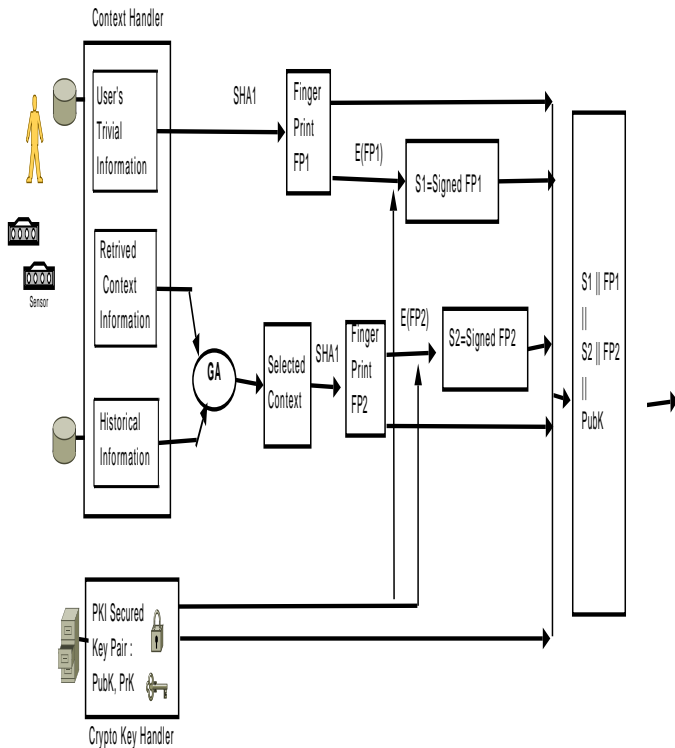 Context Handler
User's
Trivial
Information
SHA1
Finger
Print
FP1
E(FP1)
S1=Signed FP1
Retrived
Context
Information
Sensor
GA
Selected
Context
SHA1
Finger
Print
FP2
E(FP2)
S2=Signed FP2
Historical
Information
S1 || FP1
||
S2 || FP2
||
PubK
PKI Secured
Key Pair :
PubK, PrK
Crypto Key Handler